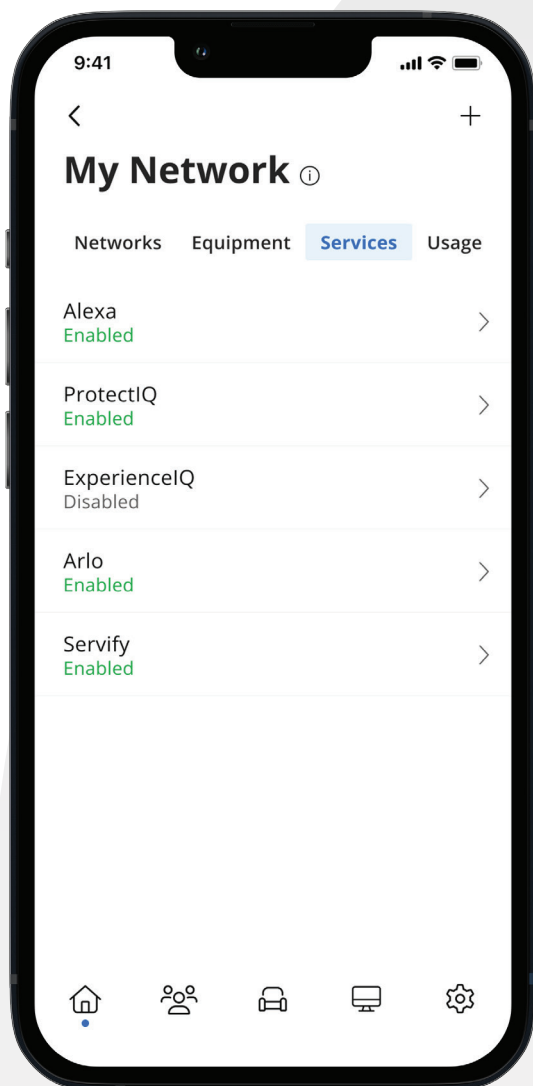 9:41
My Network
Networks Equipment Services Usage
Alexa
Enabled
ProtectIQ
Enabled
ExperienceIQ
Disabled
Arlo
Enabled
Servify
Enabled